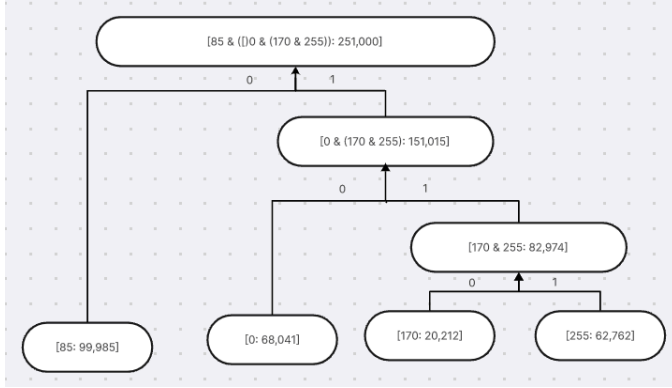 [85 & ([)0 & (170 & 255)): 251,000]
0 1
[0 & (170 & 255): 151,015]
0 1
[170 & 255: 82,974]
0 1
[85: 99,985]
[0: 68,041]
[170: 20,212]
[255: 62,762]